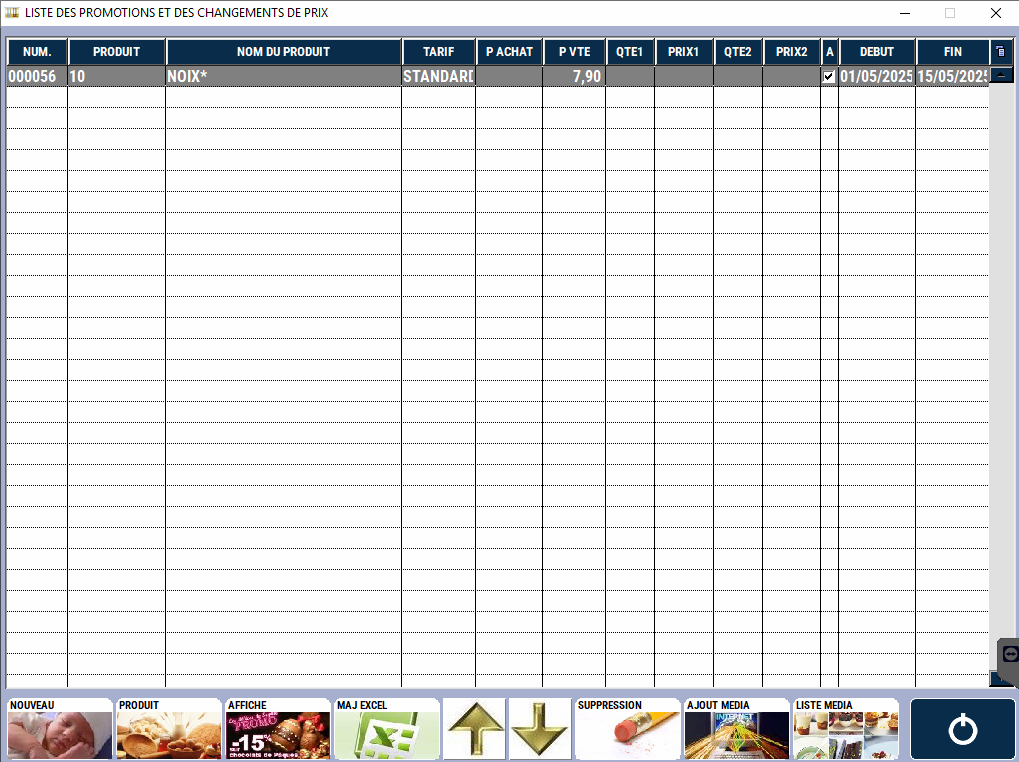 LISTE DES PROMOTIONS ET DES CHANGEMENTS DE PRIX
NUM. PRODUIT NOM DU PRODUIT TARIF P ACHAT P VTE QTE1 PRIX1 QTE2 PRIX2 A DEBUT FIN
000056 10 NOIX* STANDARD 7,90 01/05/2025 15/05/2025
NOUVEAU PRODUIT AFFICHE MAJ EXCEL SUPPRESSION AJOUT MEDIA LISTE MEDIA
PROMO
INTERNET
-15%
chocolats de Pâques